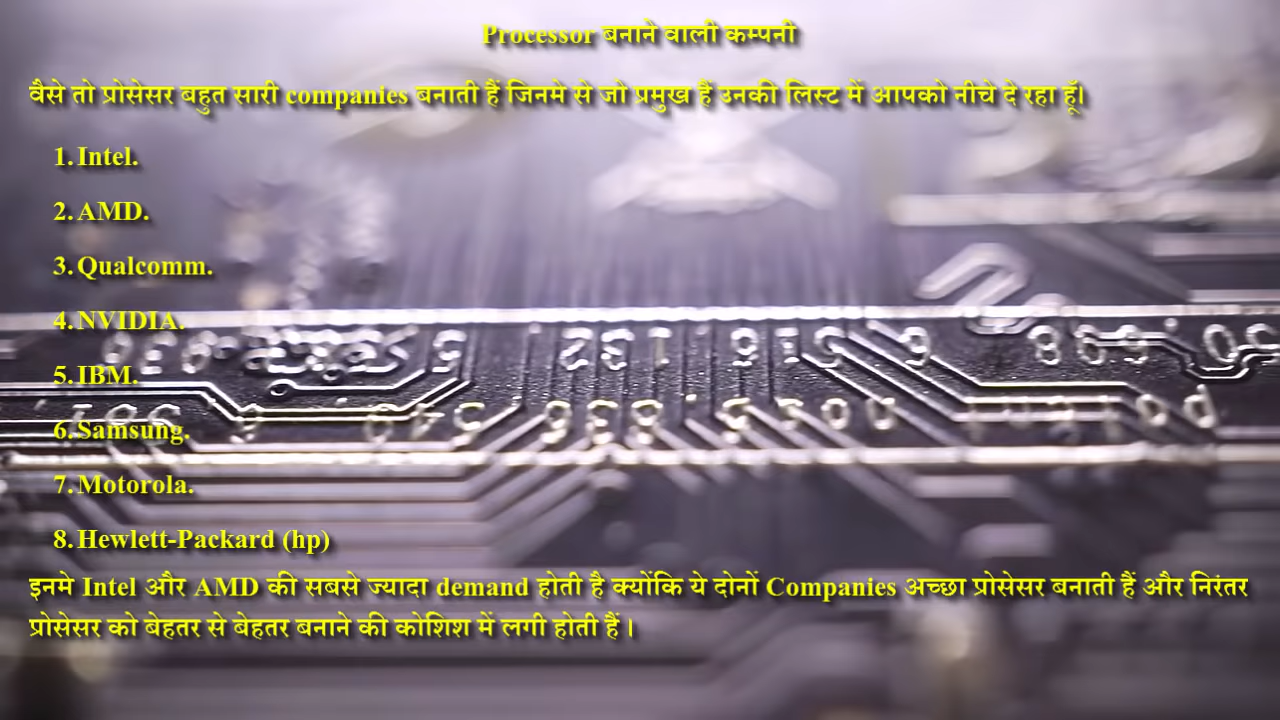 Processor बनाने वाली कम्पनी
वैसे तो प्रोसेसर बहुत सारी companies बनाती हैं जिनमे से जो प्रमुख हैं उनकी लिस्ट में आपको नीचे दे रहा हूँ।
1. Intel.
2. AMD.
3. Qualcomm.
4. NVIDIA.
5. IBM.
6. Samsung.
7. Motorola.
8. Hewlett-Packard (hp)
इनमे Intel और AMD की सबसे ज्यादा demand होती है क्योंकि ये दोनों Companies अच्छा प्रोसेसर बनाती हैं और निरंतर
प्रोसेसर को बेहतर से बेहतर बनाने की कोशिश में लगी होती हैं ।